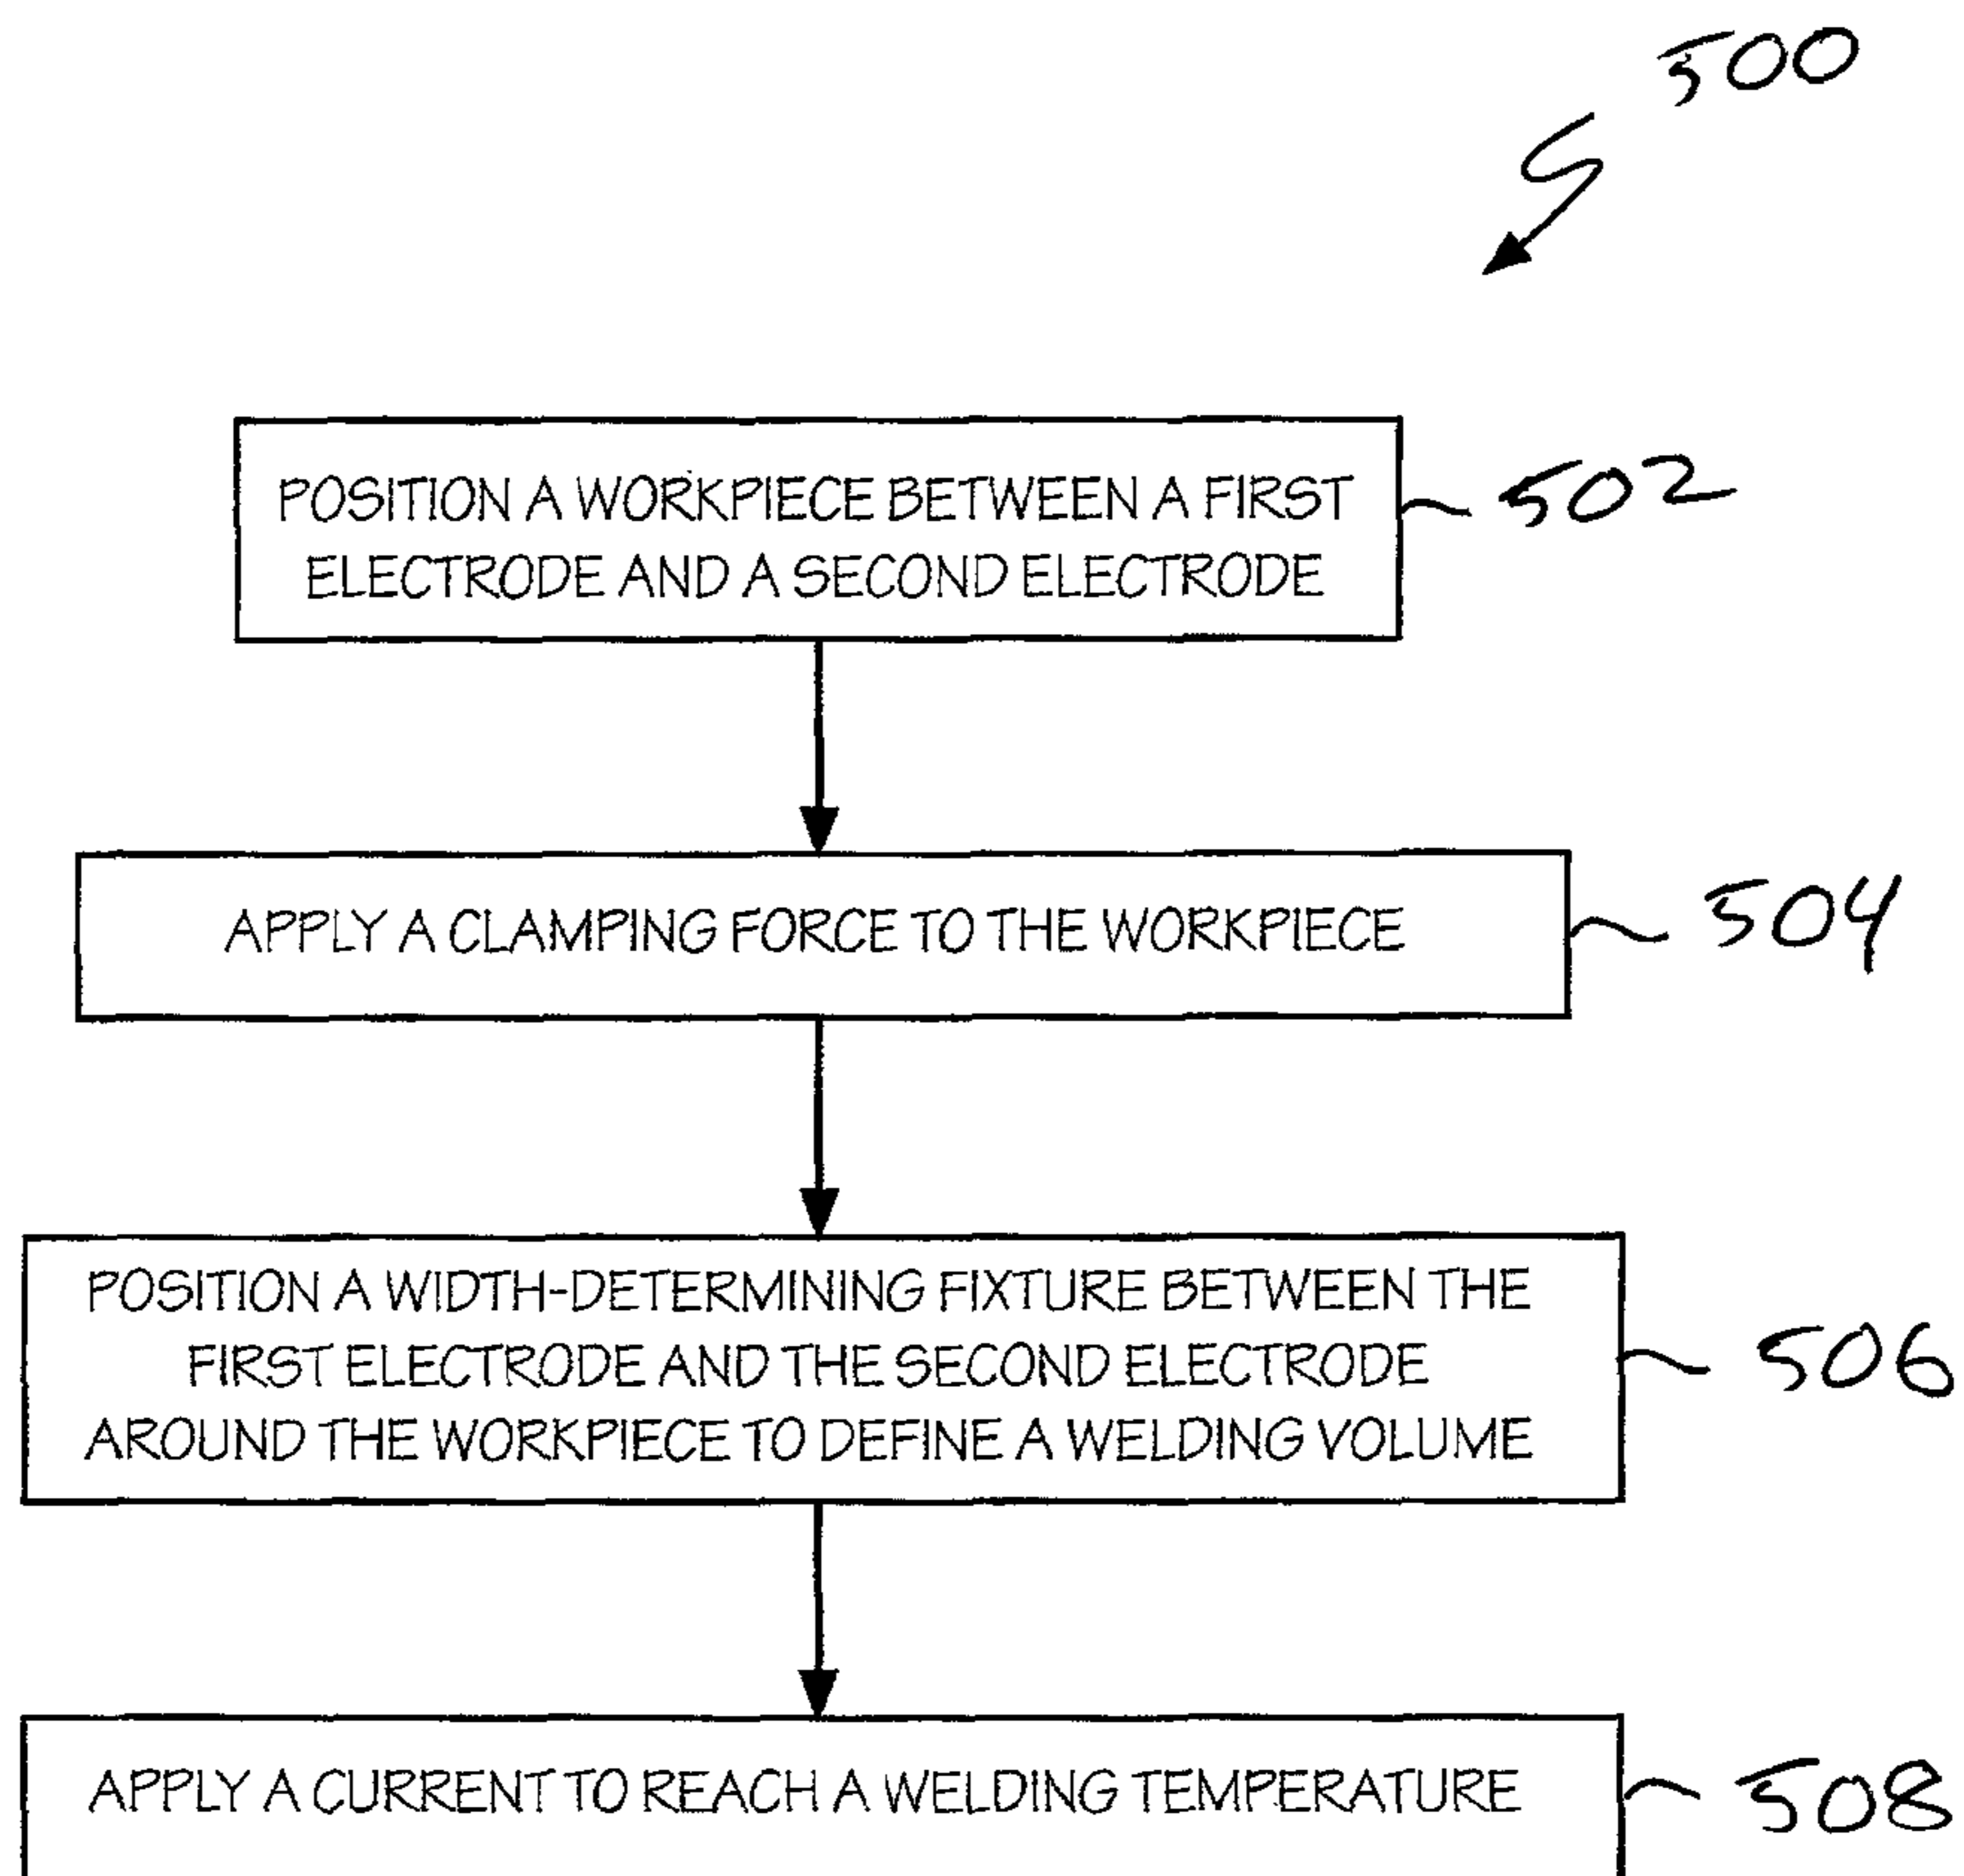 500
POSITION A WORKPIECE BETWEEN A FIRST
ELECTRODE AND A SECOND ELECTRODE
502
APPLY A CLAMPING FORCE TO THE WORKPIECE
504
POSITION A WIDTH-DETERMINING FIXTURE BETWEEN THE
FIRST ELECTRODE AND THE SECOND ELECTRODE
AROUND THE WORKPIECE TO DEFINE A WELDING VOLUME
506
APPLY A CURRENT TO REACH A WELDING TEMPERATURE
508